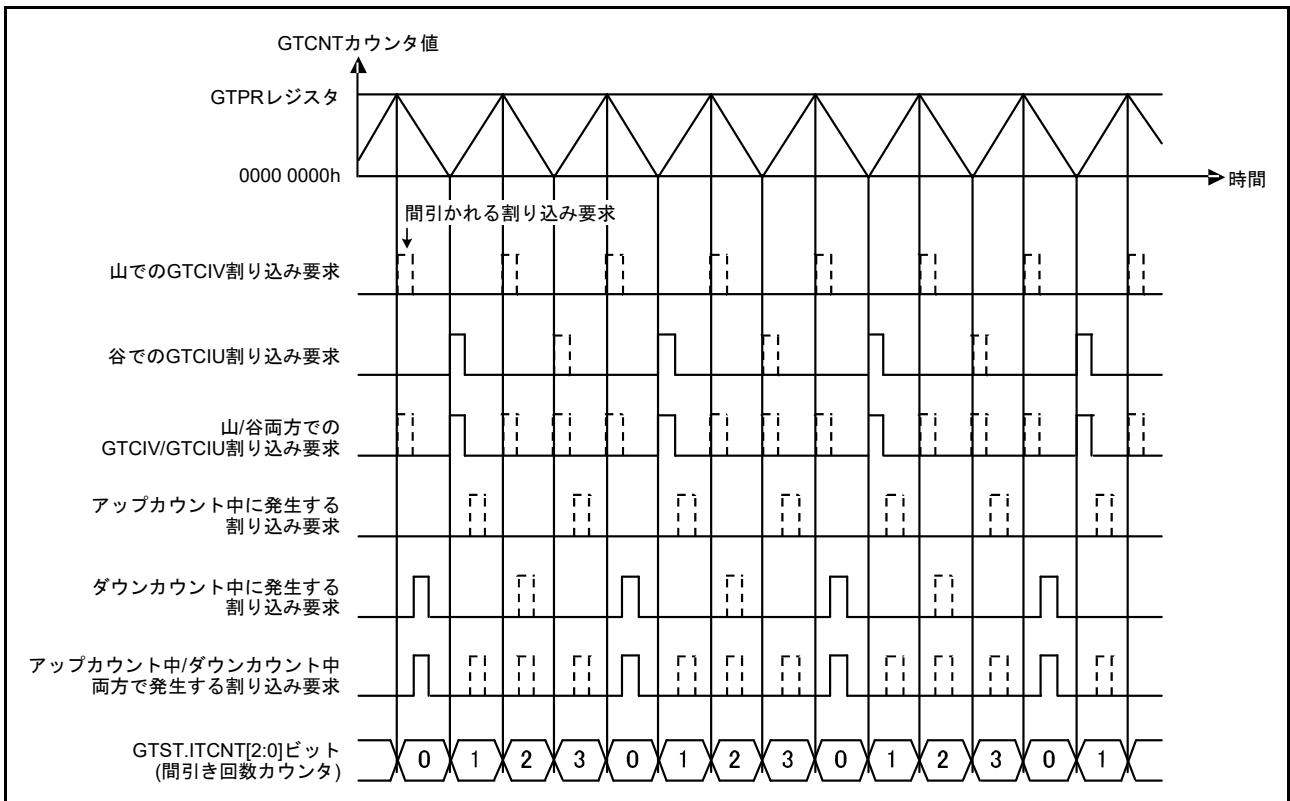 GTCNTカウンタ値
GTPRレジスタ
0000 0000h
時間
間引かれる割り込み要求
山でのGTCIV割り込み要求
谷でのGTCIU割り込み要求
山/谷両方での
GTCIV/GTCIU割り込み要求
アップカウント中に発生する
割り込み要求
ダウンカウント中に発生する
割り込み要求
アップカウント中/ダウンカウント中
両方で発生する割り込み要求
GTST.ITCNT[2:0]ビット
(間引き回数カウンタ)
0 1 2 3 0 1 2 3 0 1 2 3 0 1